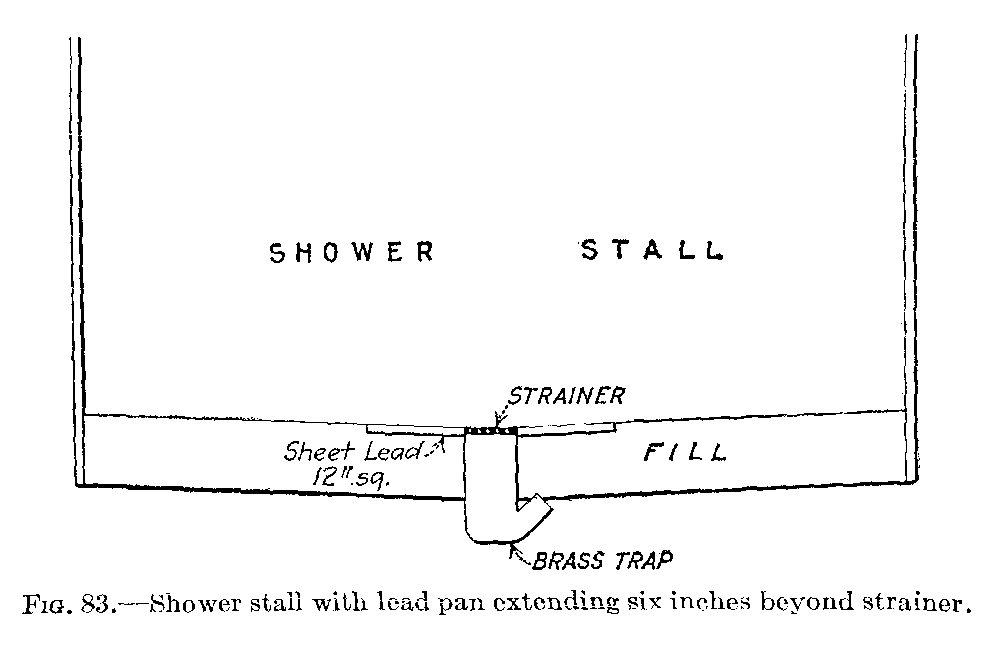 SHOWER STALL
STRAINER
Sheet Lead
12" sq.
FILL
BRASS TRAP
FIG. 83.—Shower stall with lead pan extending six inches beyond strainer.